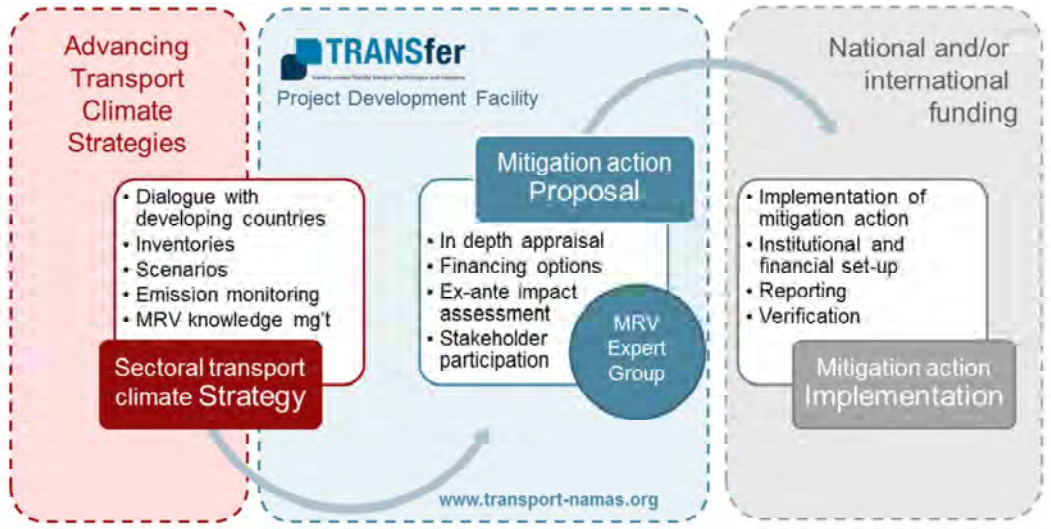 Advancing
Transport
Climate
Strategies
• Dialogue with
developing countries
• Inventories
• Scenarios
• Emission monitoring
• MRV knowledge mg't
Sectoral transport
climate Strategy
TRANSfer
Project Development Facility
Mitigation action
Proposal
• In depth appraisal
• Financing options
• Ex-ante impact
assessment
• Stakeholder
participation
MRV
Expert
Group
www.transport-namas.org
National and/or
international
funding
• Implementation of
mitigation action
• Institutional and
financial set-up
• Reporting
• Verification
Mitigation action
Implementation